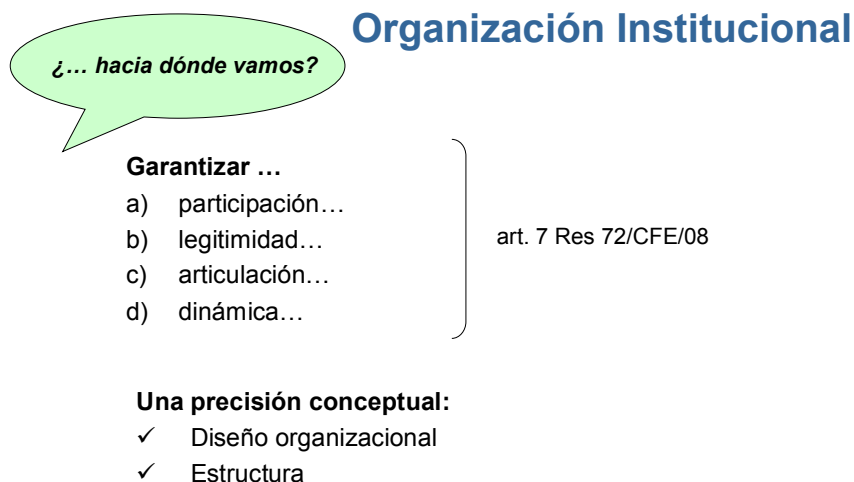 Organización Institucional
¿… hacia dónde vamos?
Garantizar …
a) participación…
b) legitimidad…
c) articulación…
d) dinámica…
art. 7 Res 72/CFE/08
Una precisión conceptual:
✓ Diseño organizacional
✓ Estructura